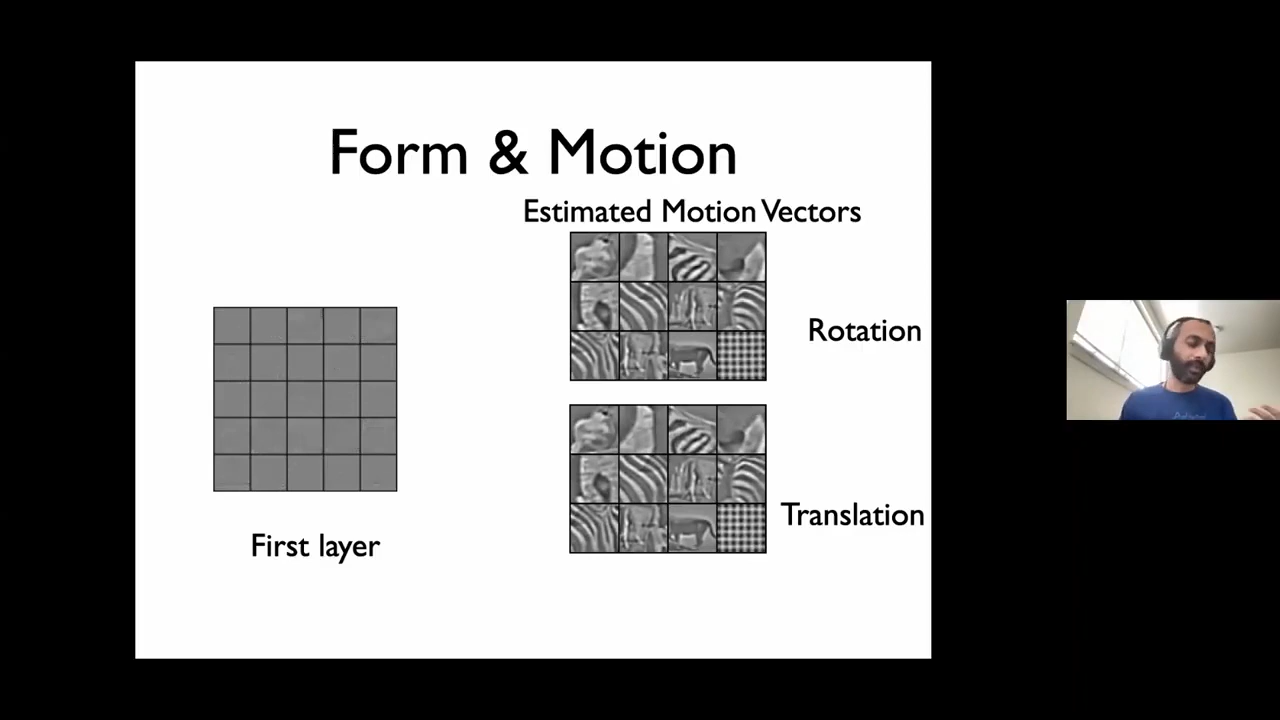 Form & Motion
Estimated Motion Vectors
Rotation
Translation
First layer